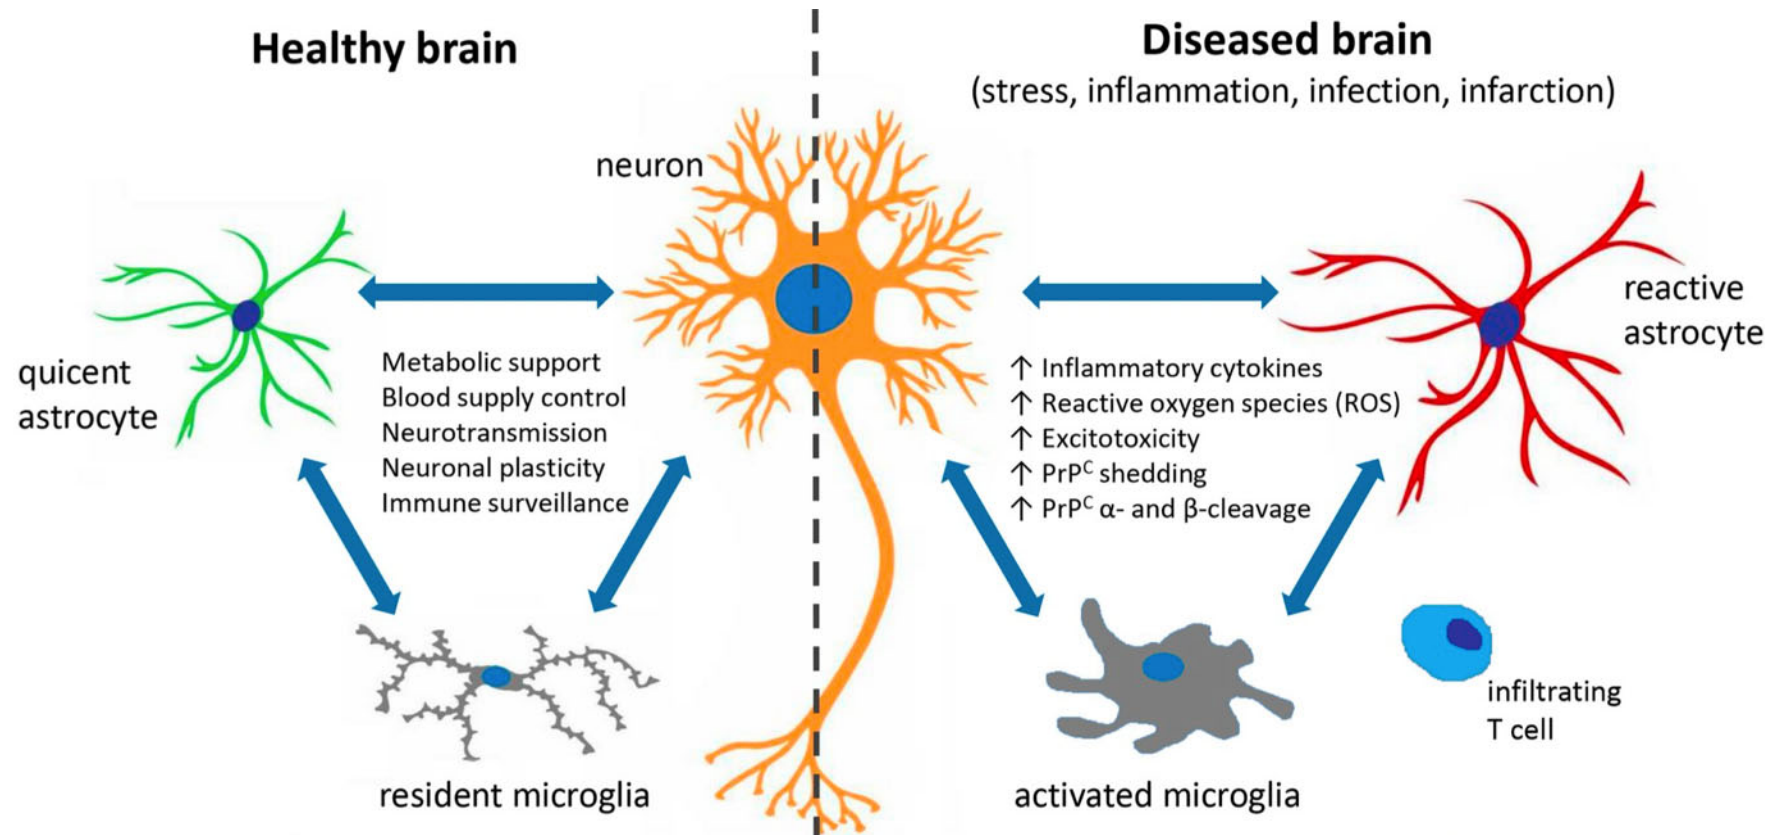 Healthy brain
Diseased brain
(stress, inflammation, infection, infarction)
neuron
quicent
astrocyte
Metabolic support
Blood supply control
Neurotransmission
Neuronal plasticity
Immune surveillance
resident microglia
reactive
astrocyte
↑ Inflammatory cytokines
↑ Reactive oxygen species (ROS)
↑ Excitotoxicity
↑ PrPᶜ shedding
↑ PrPᶜ α- and β-cleavage
infiltrating
T cell
activated microglia